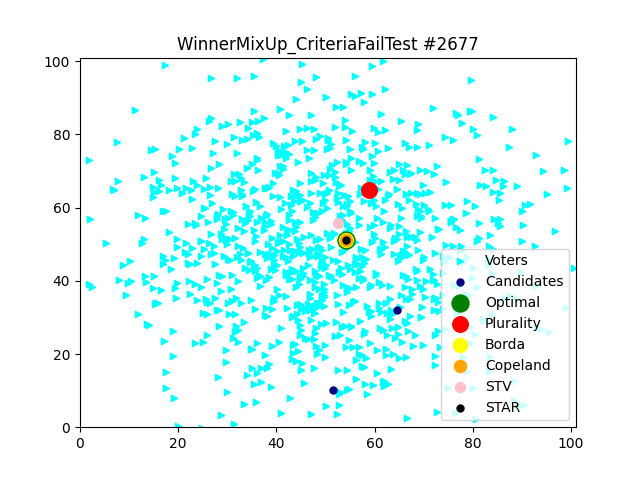 WinnerMixUp_CriteriaFailTest #2677
100
80
60
40
20
0
0
20
40
60
80
100
Voters
Candidates
Optimal
Plurality
Borda
Copeland
STV
STAR